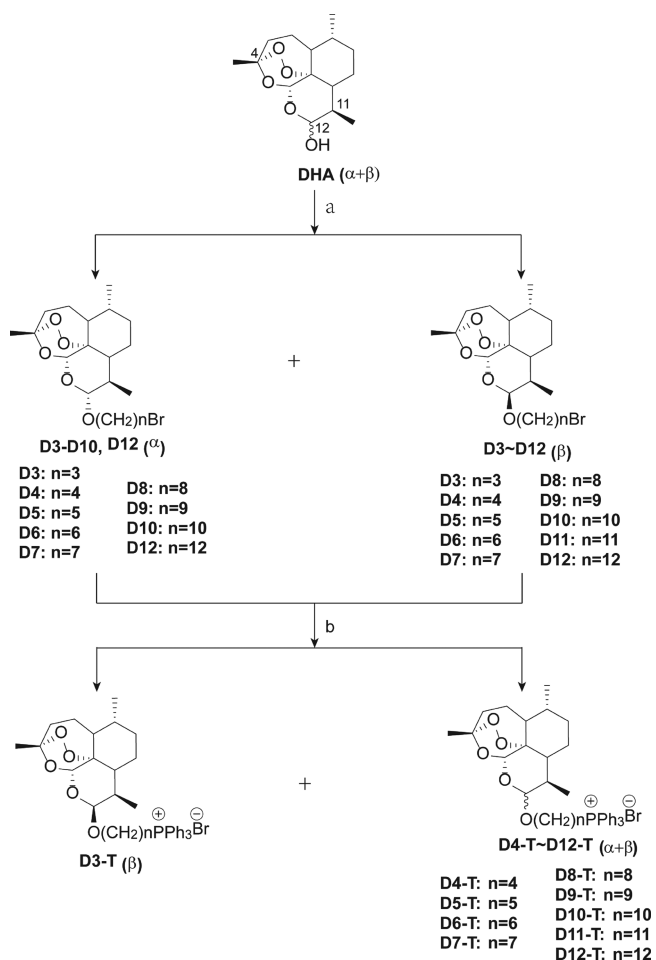 4
O
O
O
O
11
O
12
OH
DHA (α+β)
a
O
O
O
O
O
O(CH2)nBr
D3-D10, D12 (α)
D3: n=3
D4: n=4
D5: n=5
D6: n=6
D7: n=7
D8: n=8
D9: n=9
D10: n=10
D12: n=12
+
O
O
O
O
O
O(CH2)nBr
D3~D12 (β)
D3: n=3
D4: n=4
D5: n=5
D6: n=6
D7: n=7
D8: n=8
D9: n=9
D10: n=10
D11: n=11
D12: n=12
b
O
O
O
O
O
⊕ ⊖
O(CH2)nPPh3Br
D3-T (β)
+
O
O
O
O
O
⊕ ⊖
O(CH2)nPPh3Br
D4-T~D12-T (α+β)
D4-T: n=4
D5-T: n=5
D6-T: n=6
D7-T: n=7
D8-T: n=8
D9-T: n=9
D10-T: n=10
D11-T: n=11
D12-T: n=12